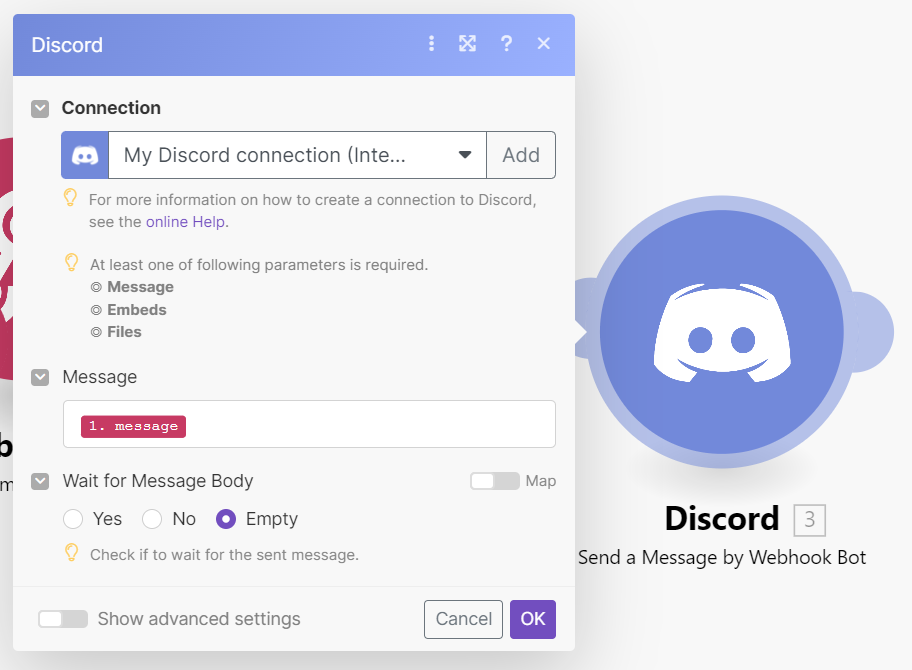 Discord
Connection
My Discord connection (Inte...
Add
For more information on how to create a connection to Discord,
see the online Help.
At least one of following parameters is required.
Message
Embeds
Files
Message
1. message
Wait for Message Body
Map
Yes
No
Empty
Check if to wait for the sent message.
Show advanced settings
Cancel
OK
Discord
3
Send a Message by Webhook Bot